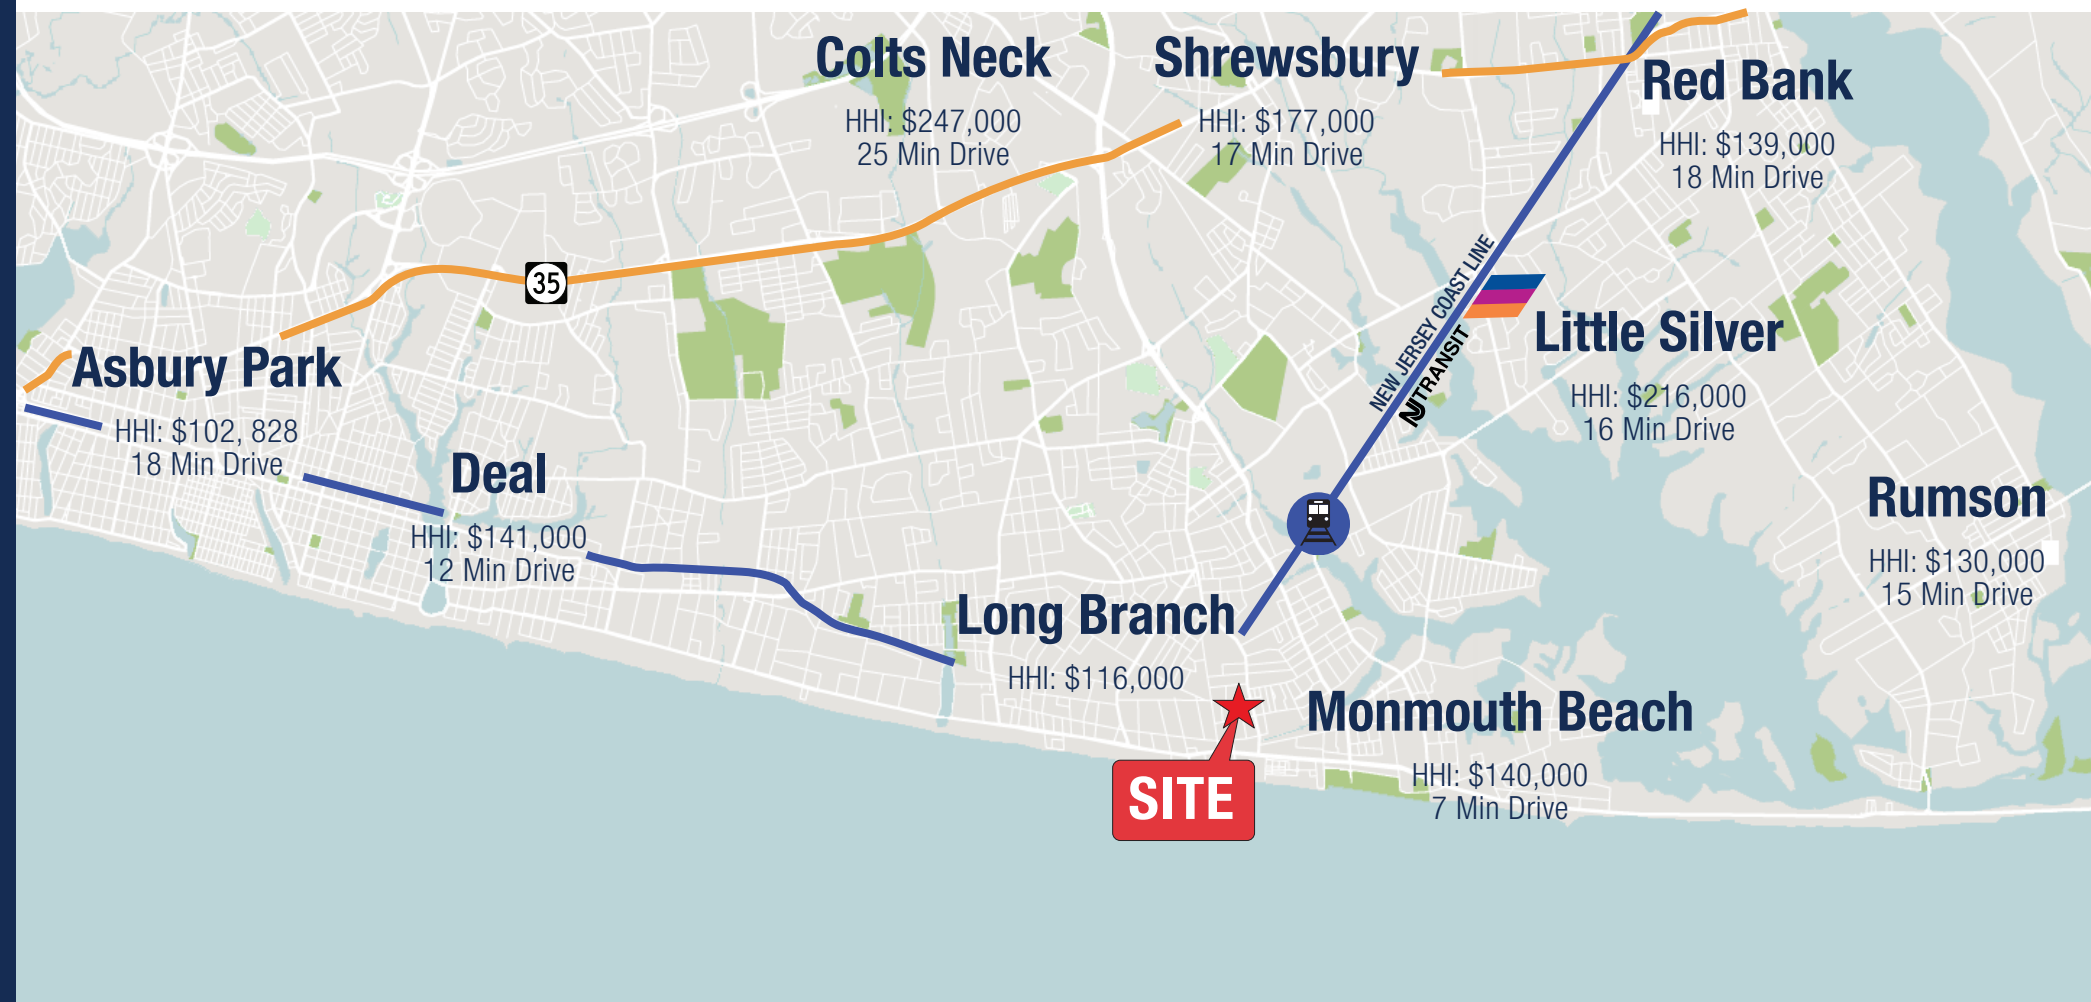 Colts Neck
HHI: $247,000
25 Min Drive
Shrewsbury
HHI: $177,000
17 Min Drive
Red Bank
HHI: $139,000
18 Min Drive
35
NEW JERSEY COAST LINE
NJTRANSIT
Little Silver
HHI: $216,000
16 Min Drive
Asbury Park
HHI: $102, 828
18 Min Drive
Deal
HHI: $141,000
12 Min Drive
Rumson
HHI: $130,000
15 Min Drive
Long Branch
HHI: $116,000
Monmouth Beach
HHI: $140,000
7 Min Drive
SITE